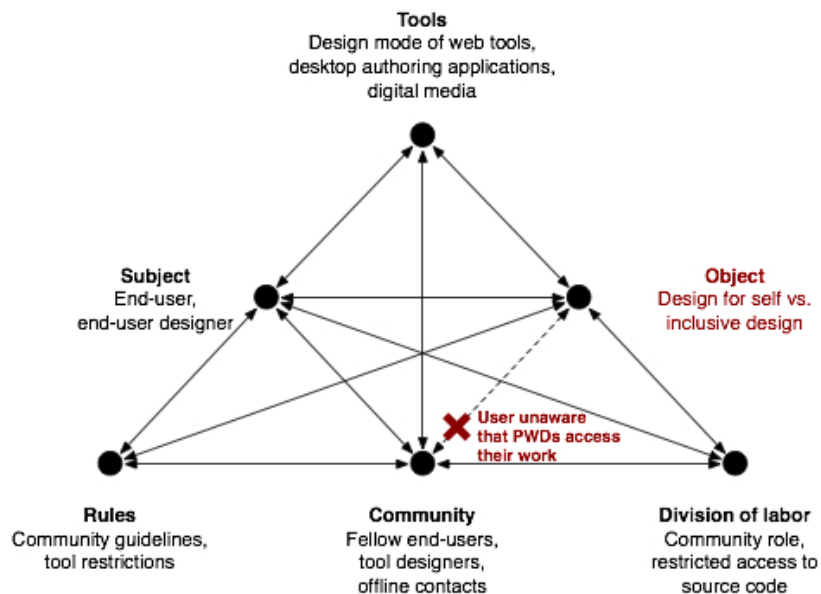 Tools
Design mode of web tools,
desktop authoring applications,
digital media
Subject
End-user,
end-user designer
Object
Design for self vs.
inclusive design
User unaware
that PWDs access
their work
Rules
Community guidelines,
tool restrictions
Community
Fellow end-users,
tool designers,
offline contacts
Division of labor
Community role,
restricted access to
source code